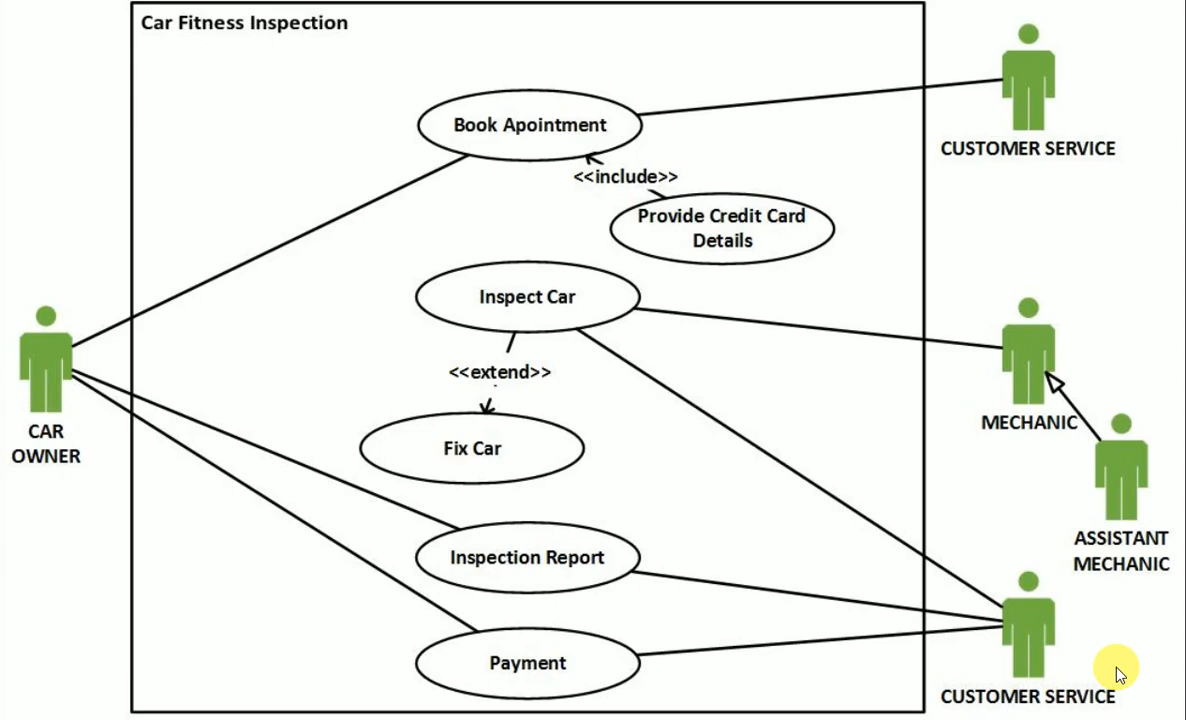 Car Fitness Inspection
Book Apointment
CUSTOMER SERVICE
<<include>>
Provide Credit Card
Details
Inspect Car
<<extend>>
MECHANIC
CAR
OWNER
Fix Car
ASSISTANT
MECHANIC
Inspection Report
Payment
CUSTOMER SERVICE